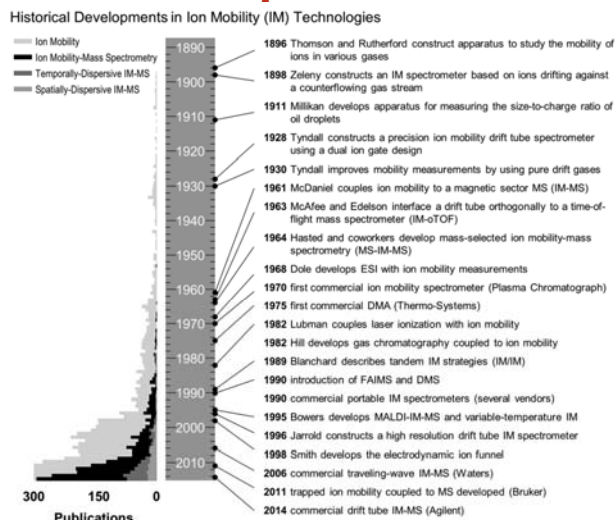 Historical Developments in Ion Mobility (IM) Technologies
Ion Mobility
Ion Mobility-Mass Spectrometry
Temporally-Dispersive IM-MS
Spatially-Dispersive IM-MS
1890
1900
1910
1920
1930
1940
1950
1960
1970
1980
1990
2000
2010
300 150 0
Publications
1896 Thomson and Rutherford construct apparatus to study the mobility of
ions in various gases
1898 Zeleny constructs an IM spectrometer based on ions drifting against
a counterflowing gas stream
1911 Millikan develops apparatus for measuring the size-to-charge ratio of
oil droplets
1928 Tyndall constructs a precision ion mobility drift tube spectrometer
using a dual ion gate design
1930 Tyndall improves mobility measurements by using pure drift gases
1961 McDaniel couples ion mobility to a magnetic sector MS (IM-MS)
1963 McAfee and Edelson interface a drift tube orthogonally to a time-of-
flight mass spectrometer (IM-oTOF)
1964 Hasted and coworkers develop mass-selected ion mobility-mass
spectrometry (MS-IM-MS)
1968 Dole develops ESI with ion mobility measurements
1970 first commercial ion mobility spectrometer (Plasma Chromatograph)
1975 first commercial DMA (Thermo-Systems)
1982 Lubman couples laser ionization with ion mobility
1982 Hill develops gas chromatography coupled to ion mobility
1989 Blanchard describes tandem IM strategies (IM/IM)
1990 introduction of FAIMS and DMS
1990 commercial portable IM spectrometers (several vendors)
1995 Bowers develops MALDI-IM-MS and variable-temperature IM
1996 Jarrold constructs a high resolution drift tube IM spectrometer
1998 Smith develops the electrodynamic ion funnel
2006 commercial traveling-wave IM-MS (Waters)
2011 trapped ion mobility coupled to MS developed (Bruker)
2014 commercial drift tube IM-MS (Agilent)